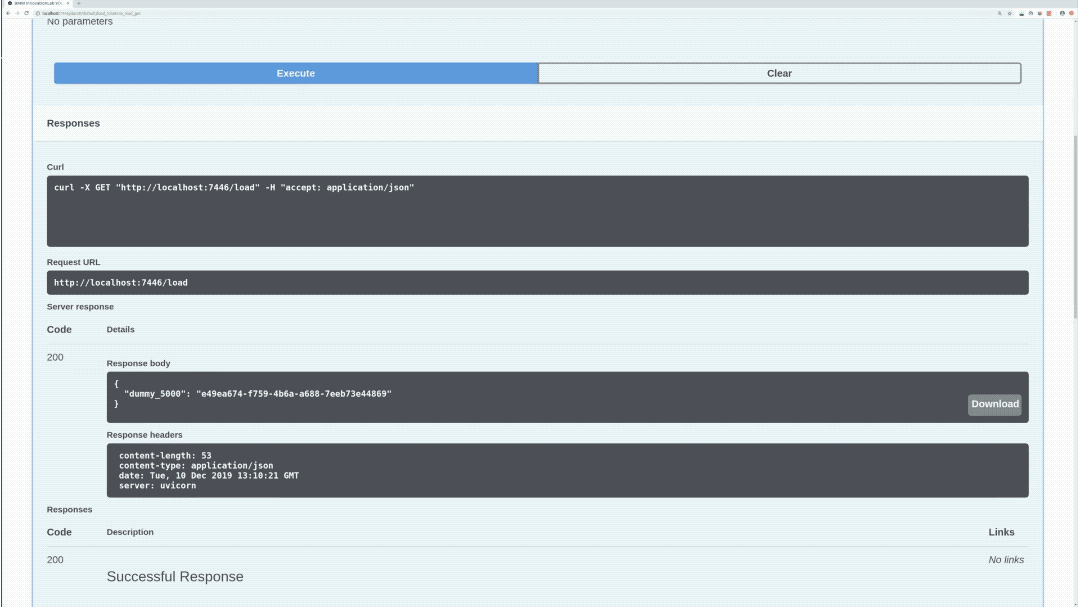 No parameters
Execute
Clear
Responses
Curl
curl -X GET "http://localhost:7446/load" -H "accept: application/json"
Request URL
http://localhost:7446/load
Server response
Code Details
200
Response body
{
"dummy_5000": "e49ea674-f759-4b6a-a688-7eeb73e44869"
}
Download
Response headers
content-length: 53
content-type: application/json
date: Tue, 10 Dec 2019 13:10:21 GMT
server: uvicorn
Responses
Code Description Links
200 No links
Successful Response